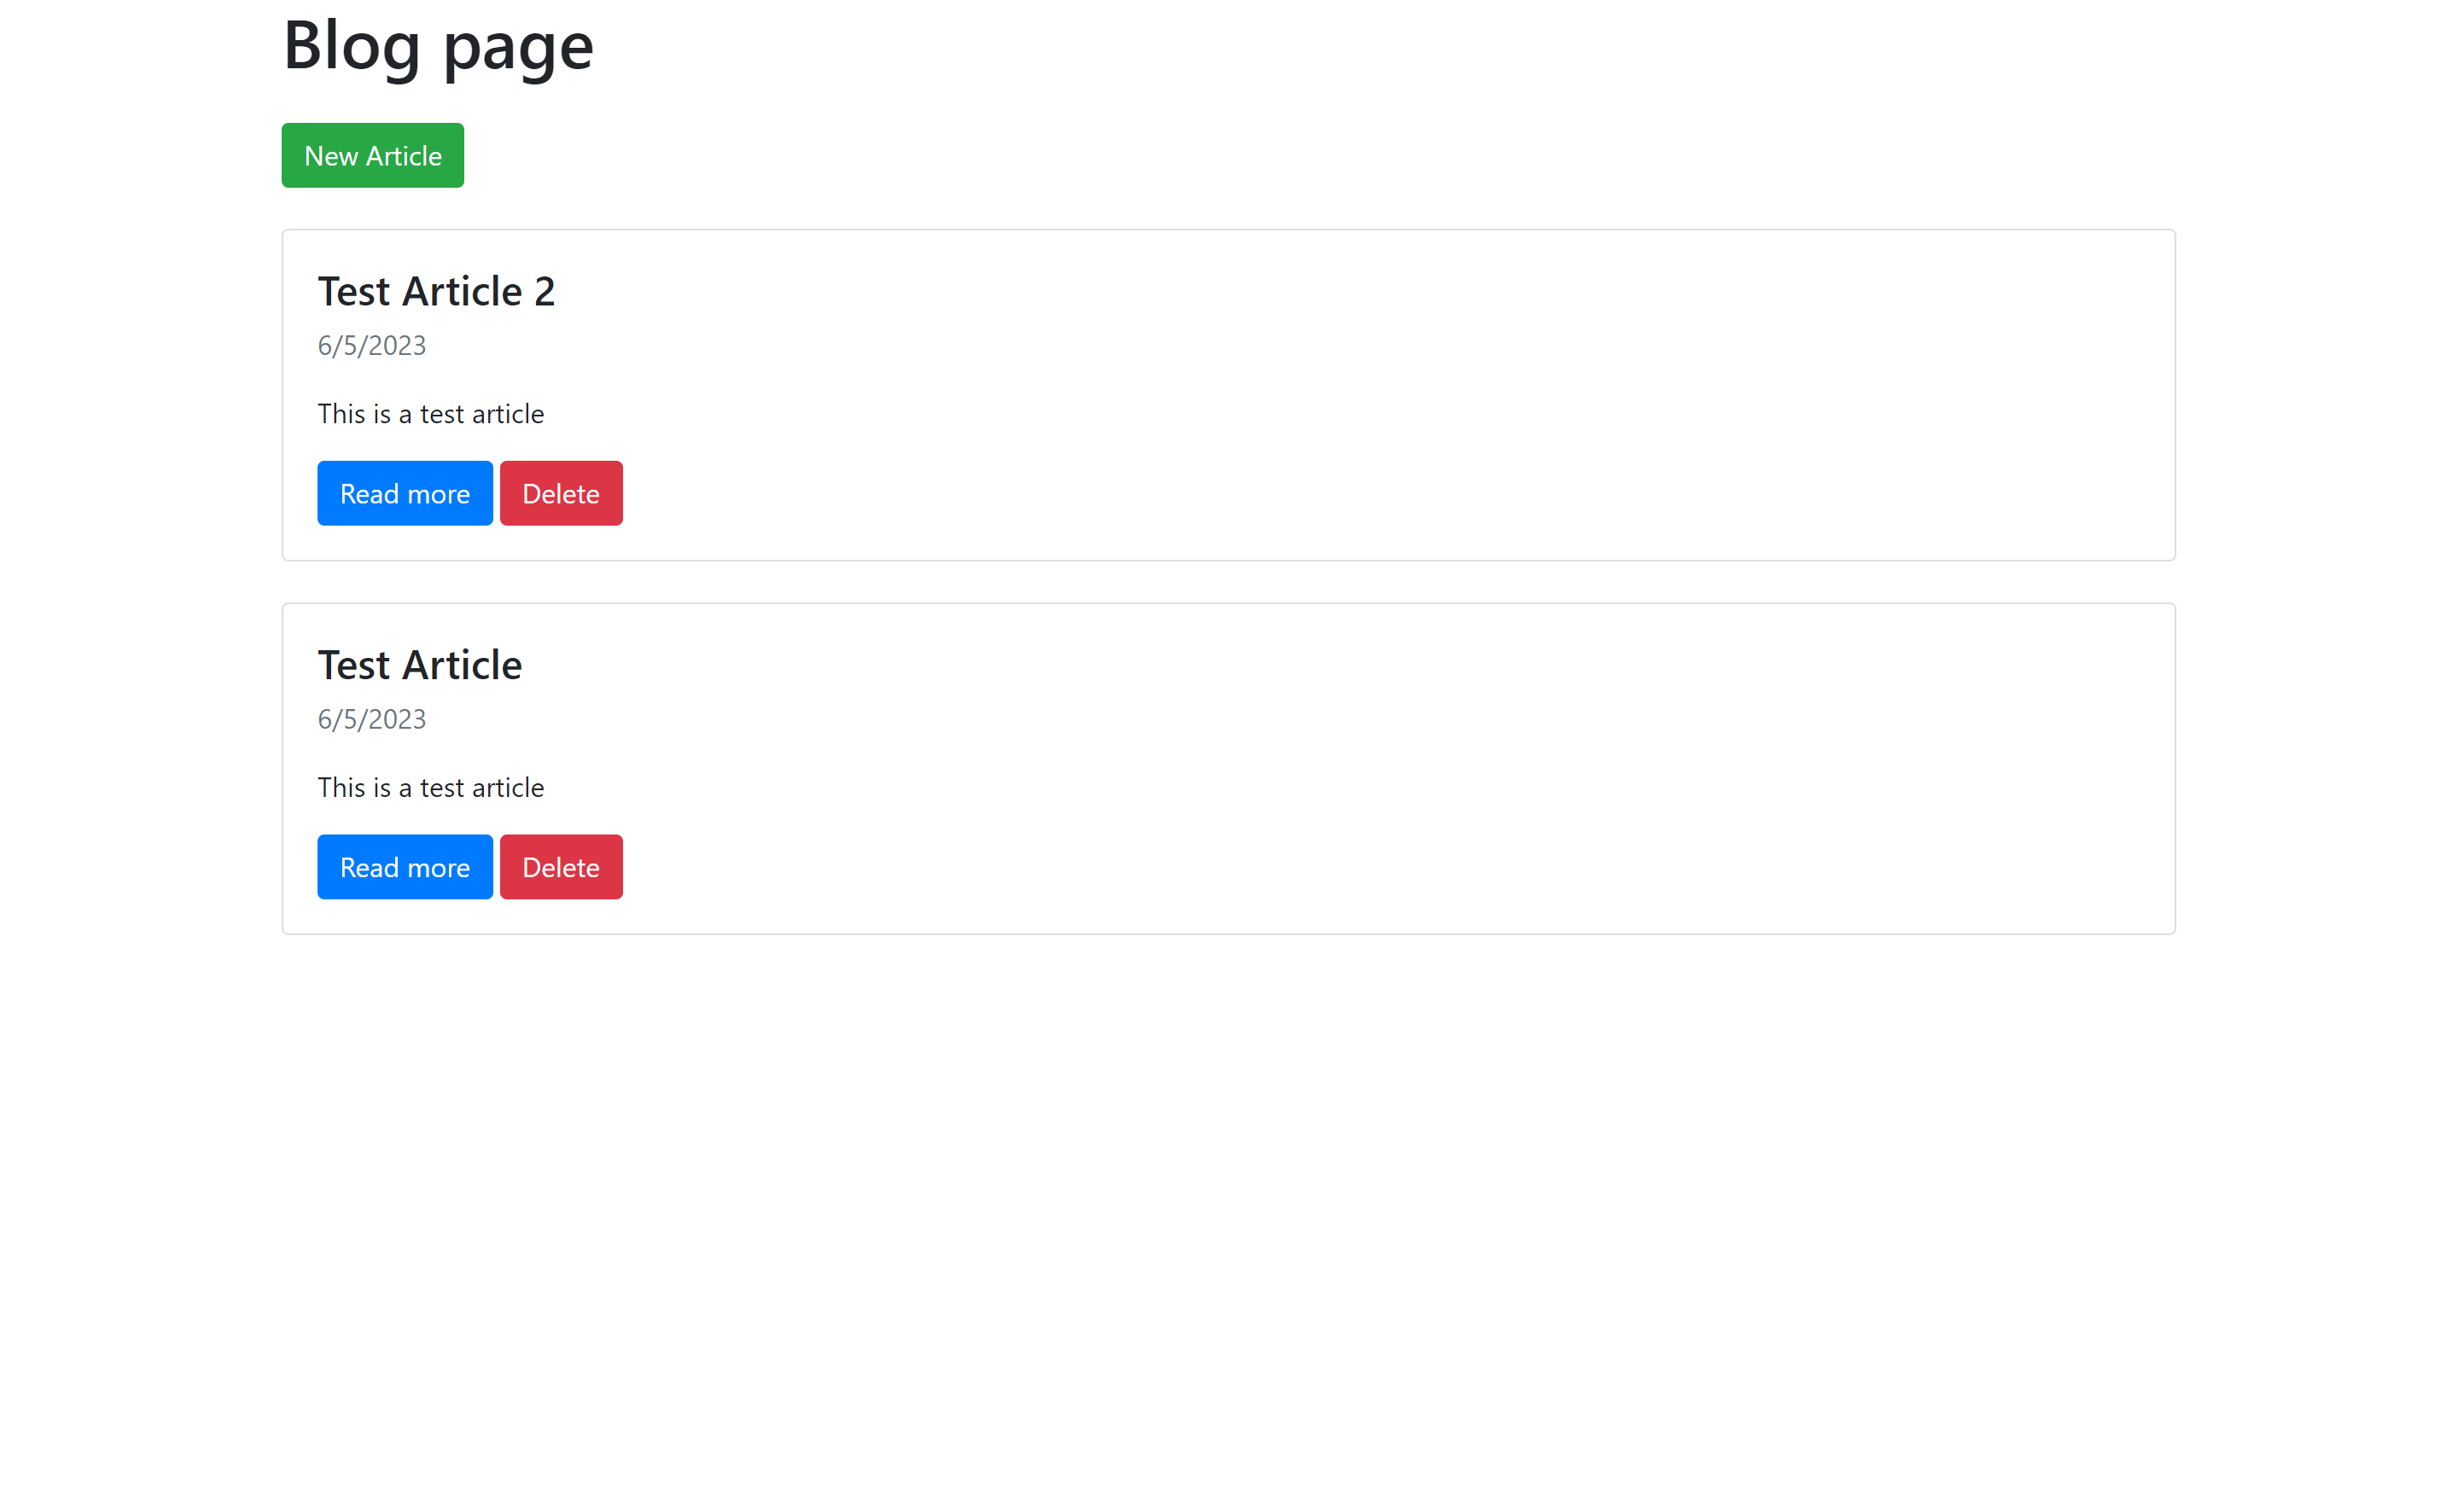 Blog page
New Article
Test Article 2
6/5/2023
This is a test article
Read more Delete
Test Article
6/5/2023
This is a test article
Read more Delete